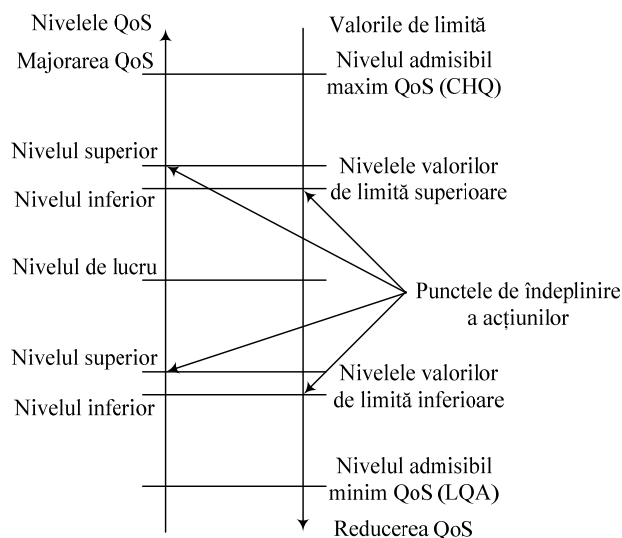 Nivelele QoS
Valorile de limită
Majorarea QoS
Nivelul admisibil
maxim QoS (CHQ)
Nivelul superior
Nivelele valorilor
de limită superioare
Nivelul inferior
Nivelul de lucru
Punctele de îndeplinire
a acțiunilor
Nivelul superior
Nivelele valorilor
de limită inferioare
Nivelul inferior
Nivelul admisibil
minim QoS (LQA)
Reducerea QoS